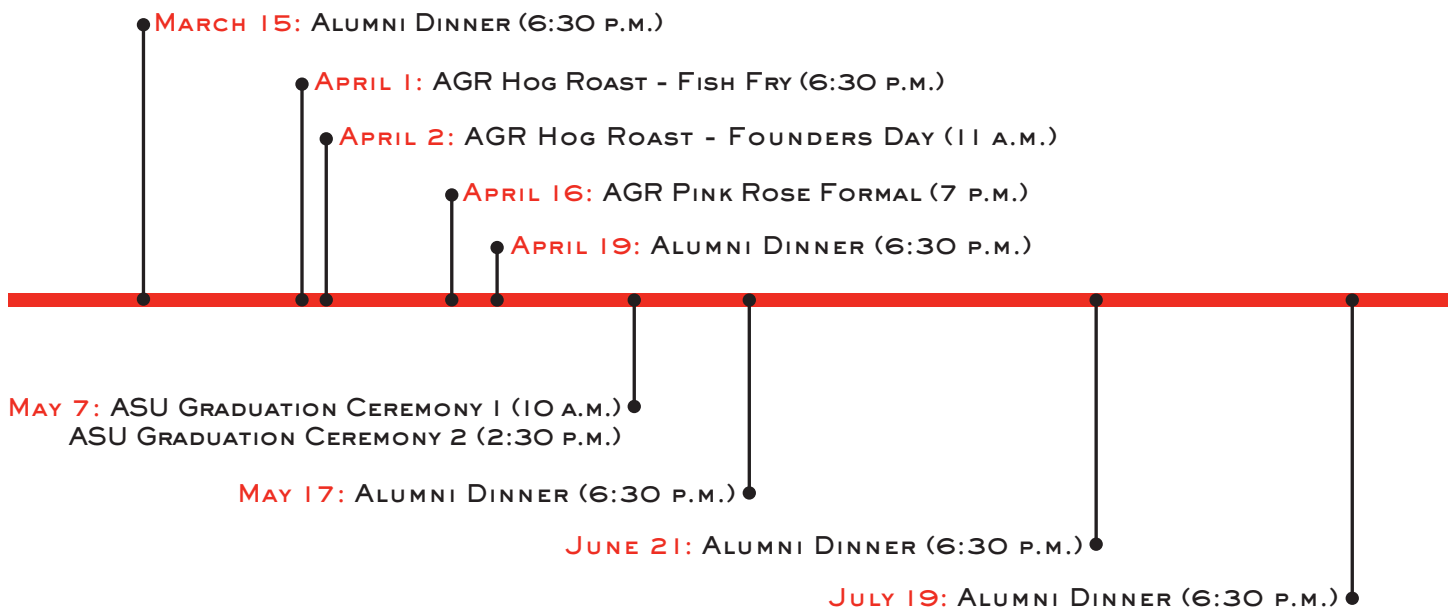 March 15: Alumni Dinner (6:30 p.m.)
April 1: AGR Hog Roast - Fish Fry (6:30 p.m.)
April 2: AGR Hog Roast - Founders Day (11 a.m.)
April 16: AGR Pink Rose Formal (7 p.m.)
April 19: Alumni Dinner (6:30 p.m.)
May 7: ASU Graduation Ceremony 1 (10 a.m.)
ASU Graduation Ceremony 2 (2:30 p.m.)
May 17: Alumni Dinner (6:30 p.m.)
June 21: Alumni Dinner (6:30 p.m.)
July 19: Alumni Dinner (6:30 p.m.)